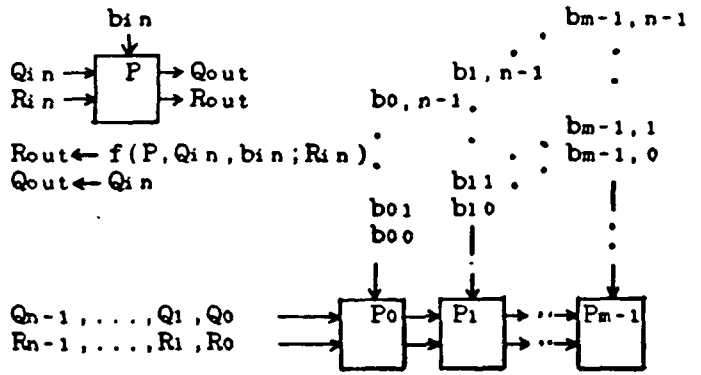 bin
bm-1, n-1
Qin P Qout
b1, n-1
Rin Rout
b0, n-1
bm-1, 1
Rout← f(P, Qin, bin; Rin)
bm-1, 0
Qout← Qin
b11
b01
b10
b00
Qn-1, ..., Q1, Q0
P0 P1 Pm-1
Rn-1, ..., R1, R0